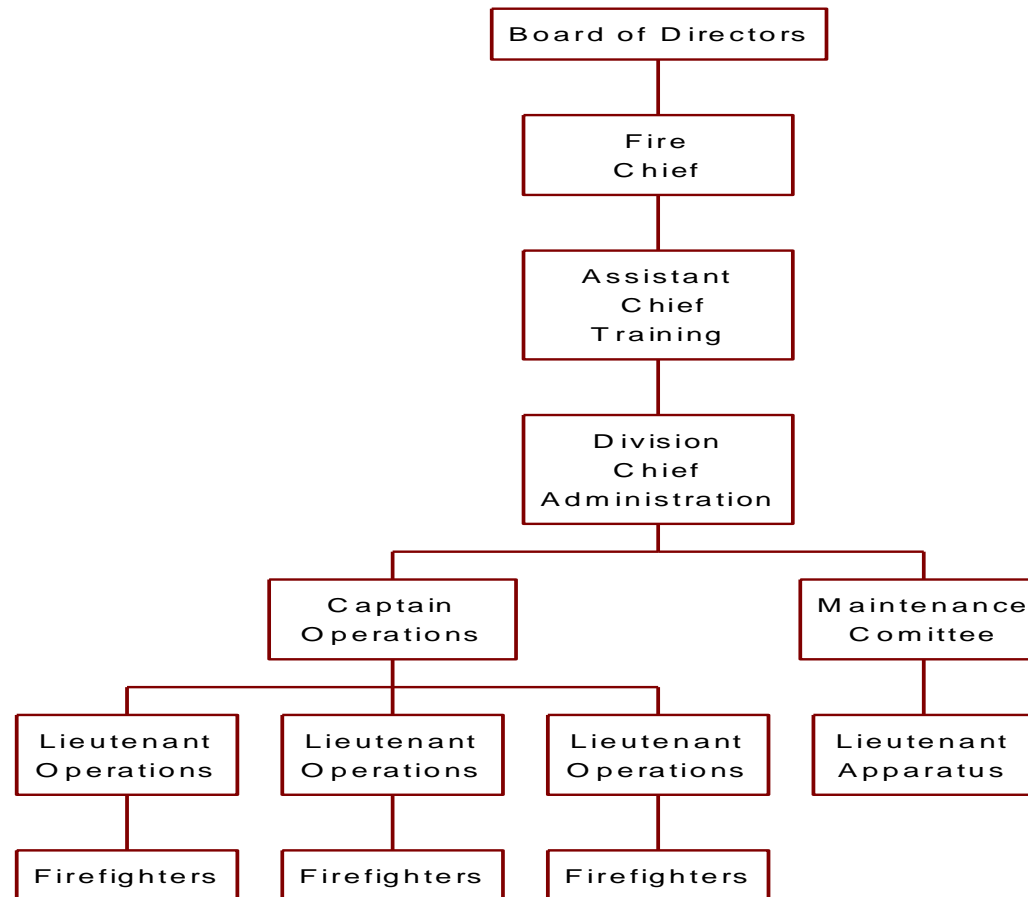 Board of Directors
Fire
Chief
Assistant
Chief
Training
Division
Chief
Administration
Captain
Operations
Maintenance
Comittee
Lieutenant
Operations
Lieutenant
Operations
Lieutenant
Operations
Lieutenant
Apparatus
Firefighters
Firefighters
Firefighters